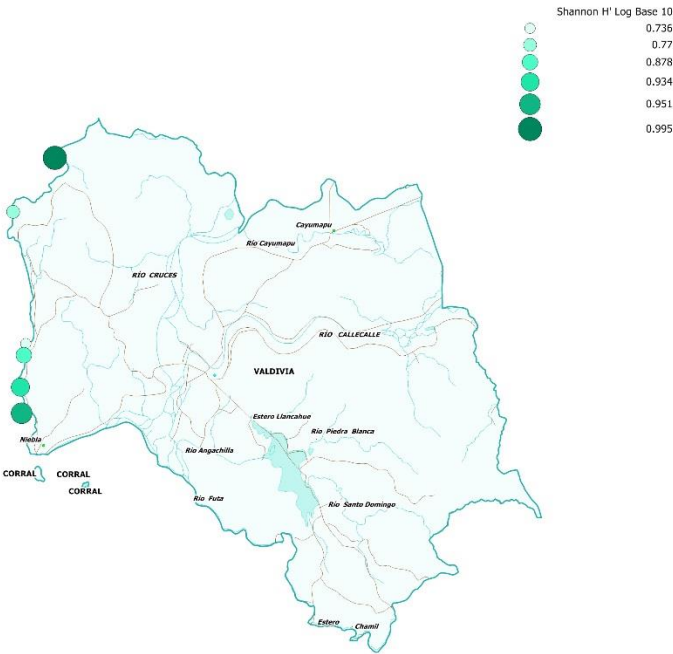 Shannon H' Log Base 10
0.736
0.77
0.878
0.934
0.951
0.995
Cayumapu
Río Cayumapu
RÍO CRUCES
RÍO CALLECALLE
VALDIVIA
Estero Llancahue
Río Piedra Blanca
Niebla
Río Angachilla
CORRAL
CORRAL
CORRAL
Río Futa
Río Santo Domingo
Estero Chamil